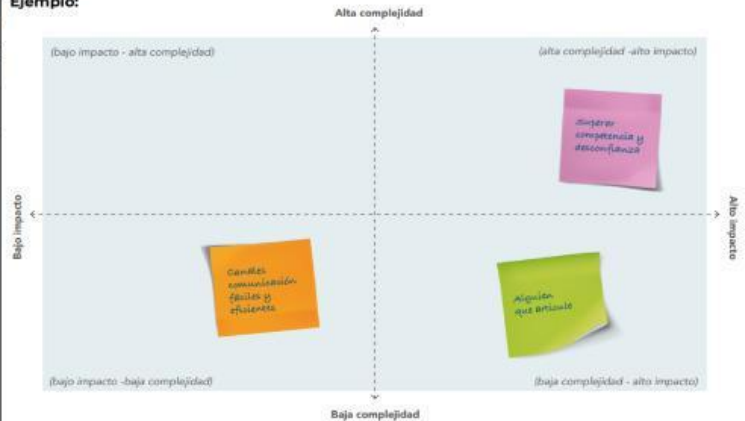 Ejemplo:
Alta complejidad
(bajo impacto - alta complejidad)
(alta complejidad -alto impacto)
Superar
competencia y
desconfianza
Bajo impacto
Alto impacto
Canales
comunicación
fáciles y
eficientes
Alguien
que articule
(bajo impacto -baja complejidad)
(baja complejidad - alto impacto)
Baja complejidad